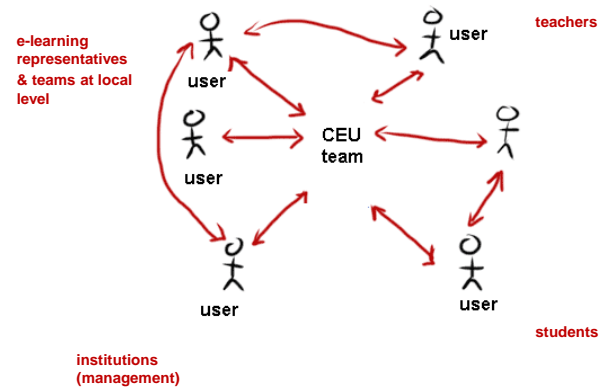 e-learning
representatives
& teams at local
level
user
user
teachers
user
CEU
team
user
user
user
students
institutions
(management)